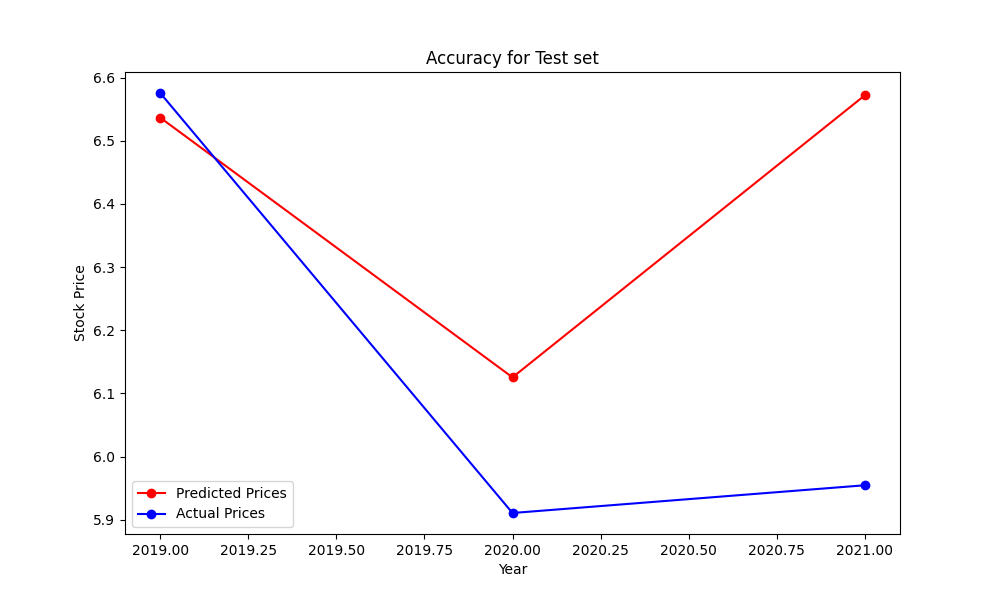 Accuracy for Test set
6.6
6.5
6.4
6.3
6.2
6.1
6.0
5.9
Stock Price
Predicted Prices
Actual Prices
2019.00 2019.25 2019.50 2019.75 2020.00 2020.25 2020.50 2020.75 2021.00
Year